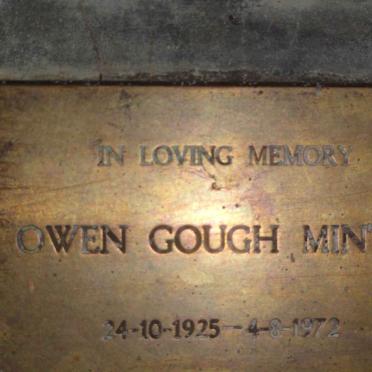 IN LOVING MEMORY
OWEN GOUGH MIN
24-10-1925 - 4-8-1972